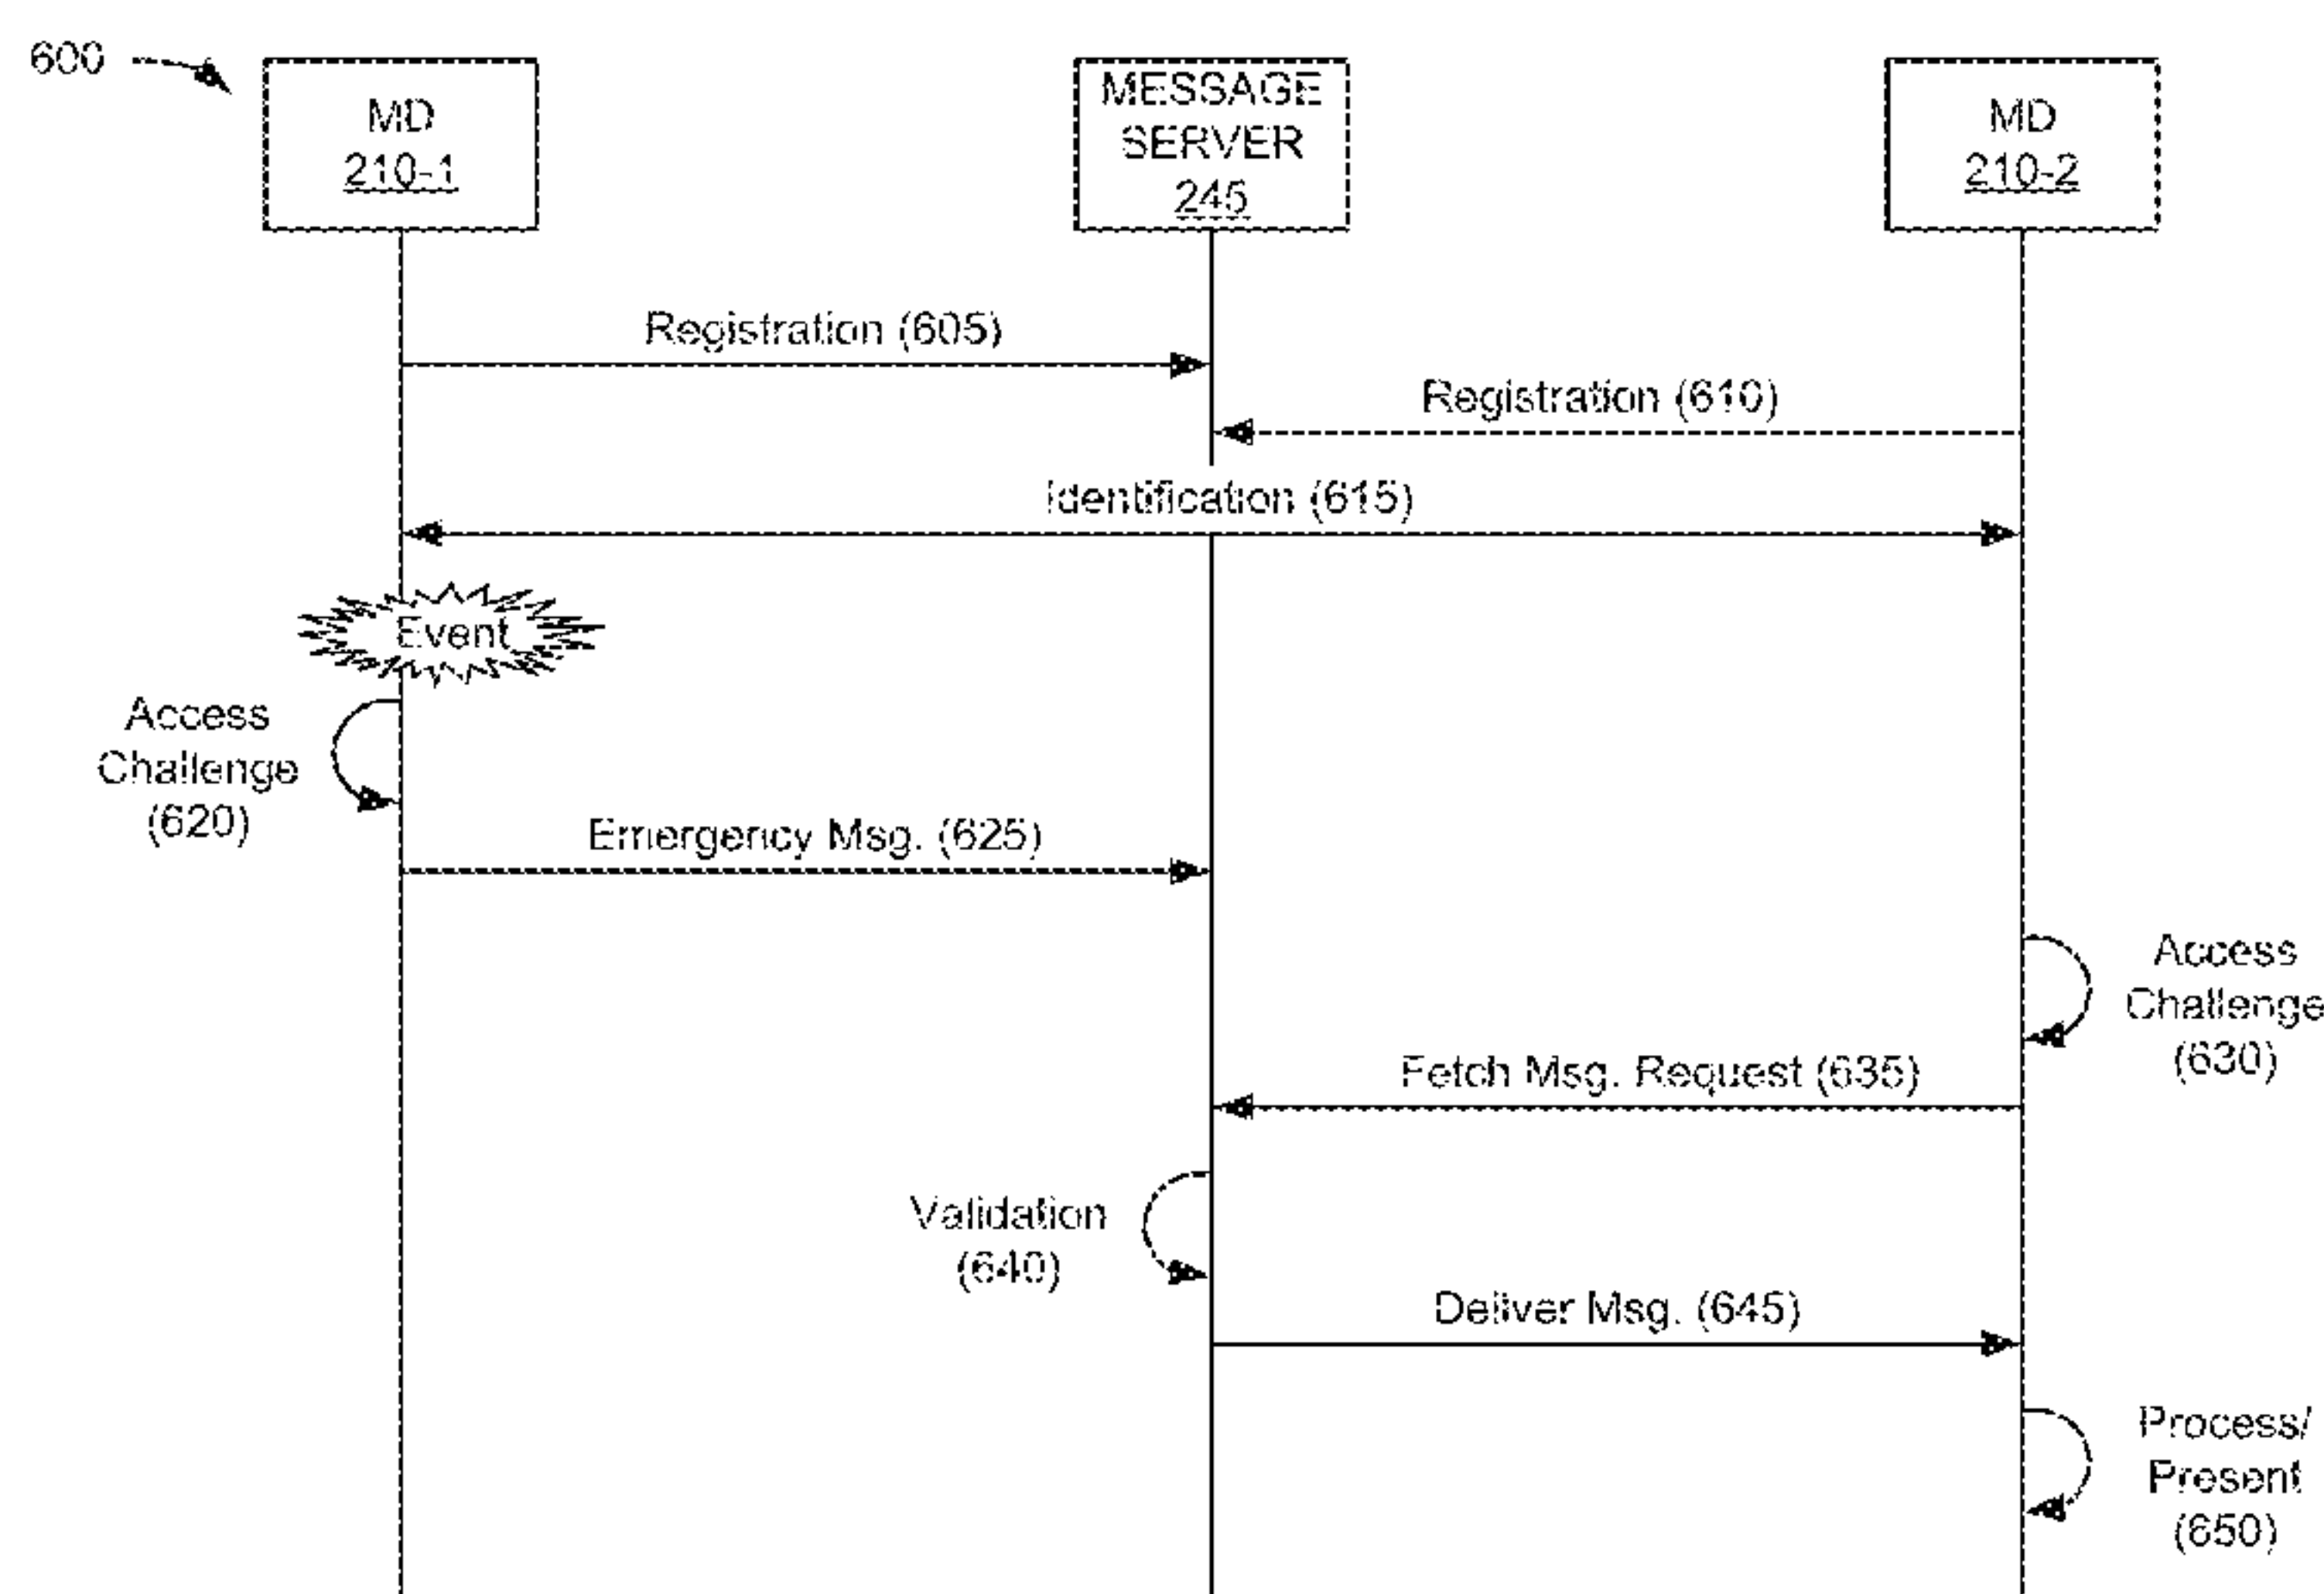 600
MD
210-1
MESSAGE
SERVER
245
MD
210-2
Registration (605)
Registration (610)
Identification (615)
Event
Access
Challenge
(620)
Emergency Msg. (625)
Access
Challenge
(630)
Fetch Msg. Request (635)
Validation
(640)
Deliver Msg. (645)
Process/
Present
(650)